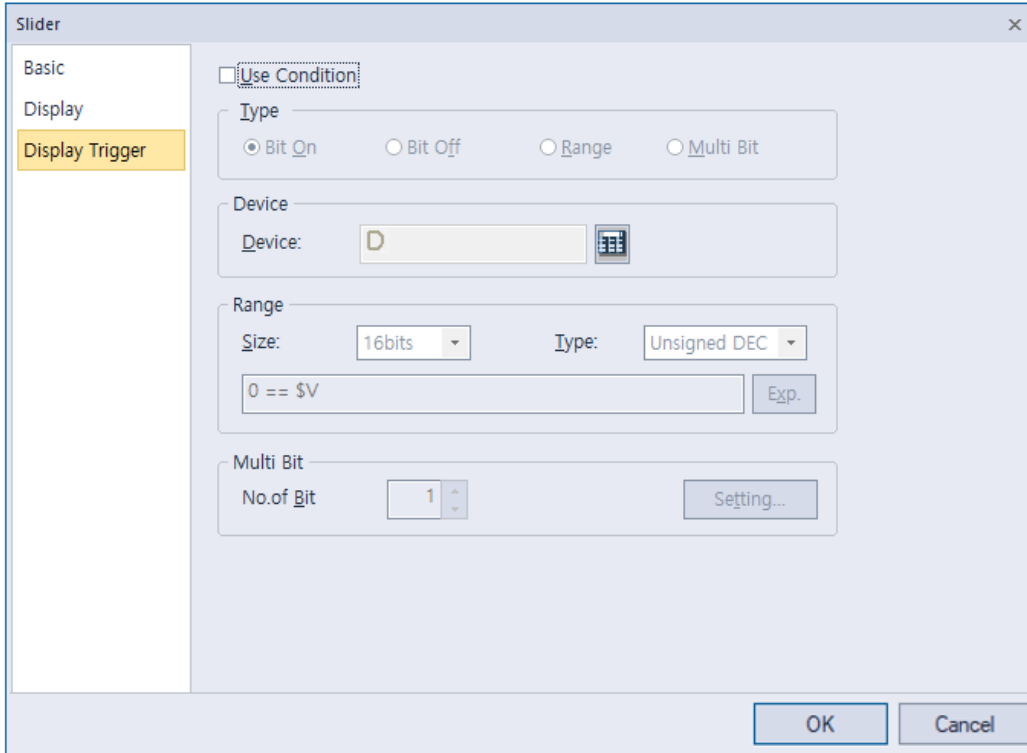 Slider
Basic
Display
Display Trigger
Use Condition
Type
Bit On Bit Off Range Multi Bit
Device
Device: D
Range
Size: 16bits Type: Unsigned DEC
0 == $V Exp.
Multi Bit
No.of Bit 1 Setting...
OK Cancel